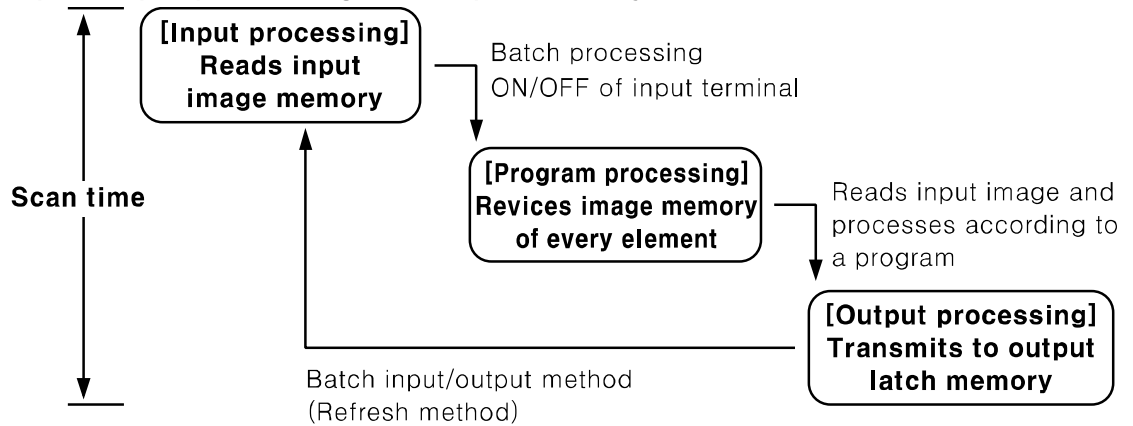 [Input processing]
Reads input
image memory
Batch processing
ON/OFF of input terminal
Scan time
[Program processing]
Revices image memory
of every element
Reads input image and
processes according to
a program
[Output processing]
Transmits to output
latch memory
Batch input/output method
(Refresh method)